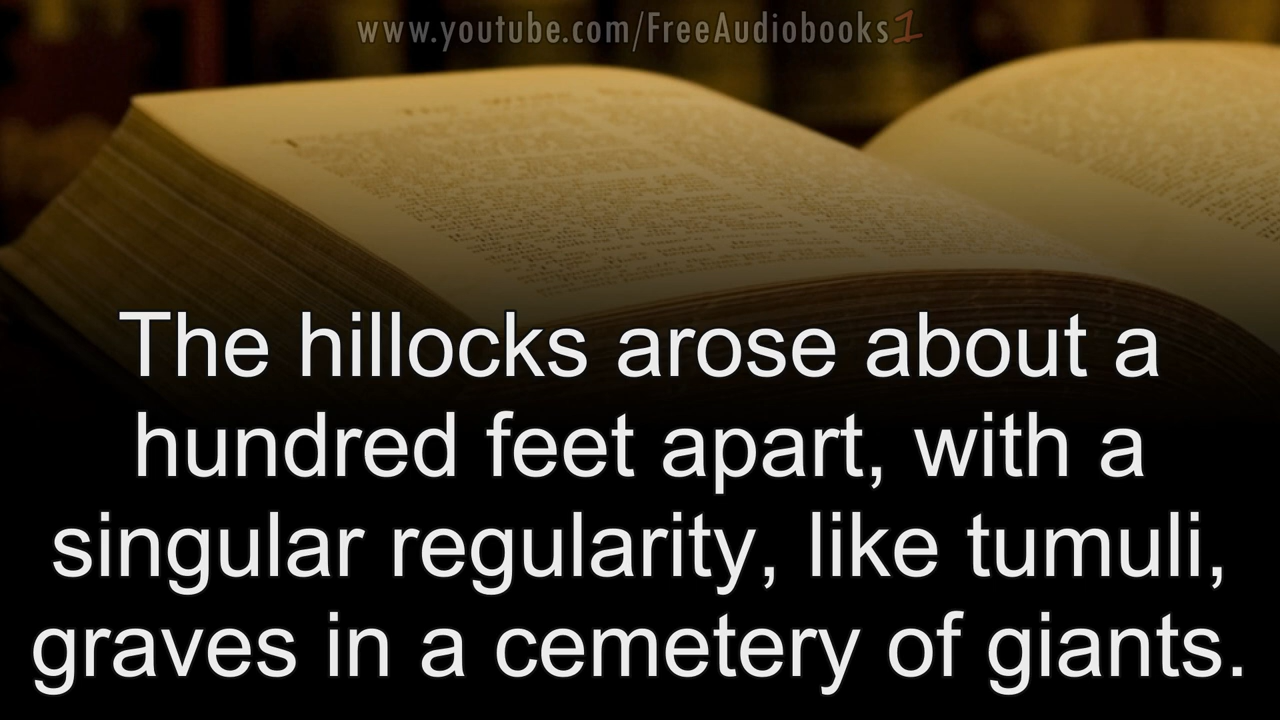 www.youtube.com/FreeAudiobooks1
The hillocks arose about a
hundred feet apart, with a
singular regularity, like tumuli,
graves in a cemetery of giants.